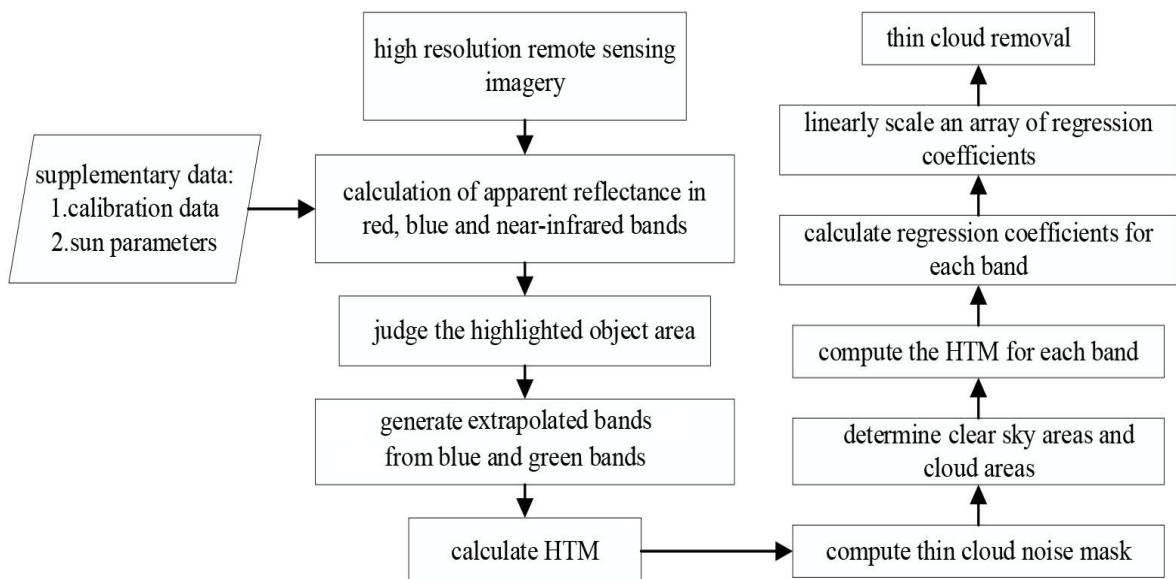 high resolution remote sensing
imagery
supplementary data:
1.calibration data
2.sun parameters
calculation of apparent reflectance in
red, blue and near-infrared bands
judge the highlighted object area
generate extrapolated bands
from blue and green bands
calculate HTM
compute thin cloud noise mask
determine clear sky areas and
cloud areas
compute the HTM for each band
calculate regression coefficients for
each band
linearly scale an array of regression
coefficients
thin cloud removal